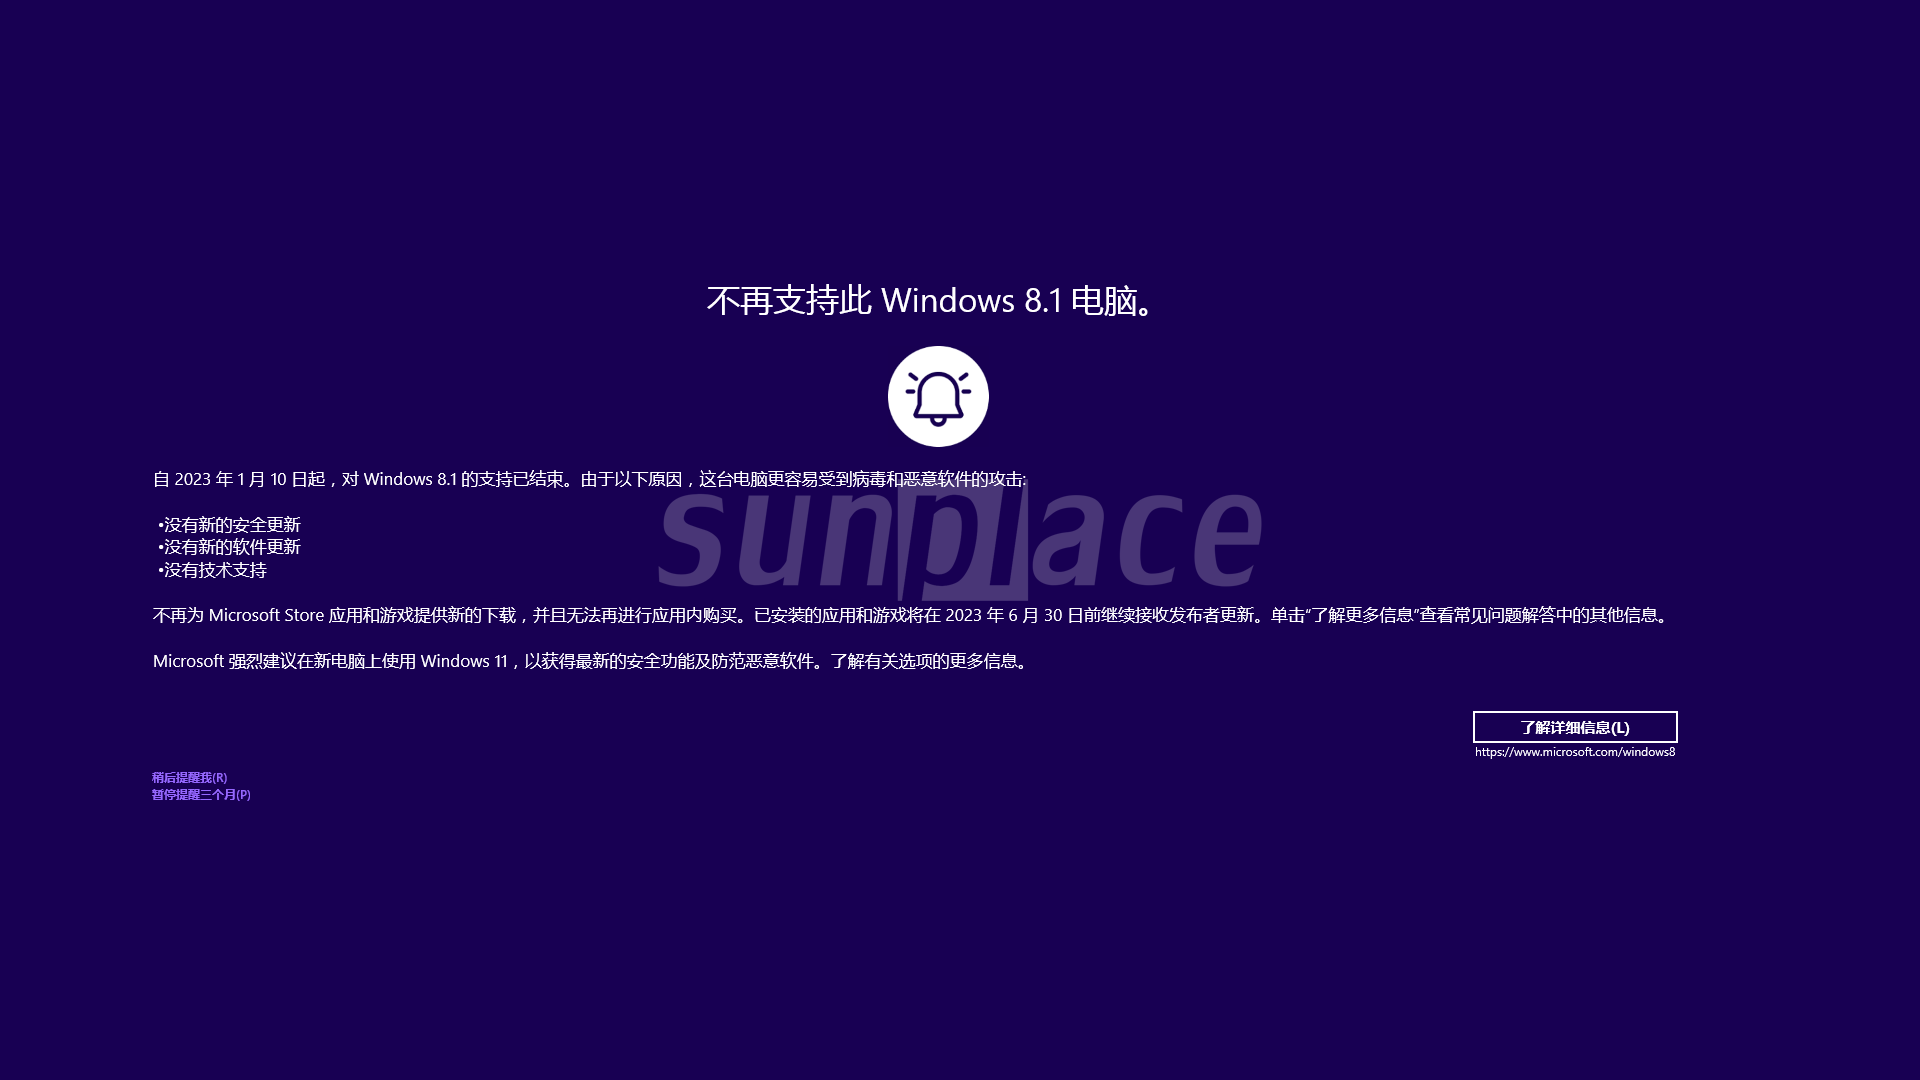 不再支持此 Windows 8.1 电脑。
自 2023 年 1 月 10 日起，对 Windows 8.1 的支持已结束。由于以下原因，这台电脑更容易受到病毒和恶意软件的攻击:
•没有新的安全更新
•没有新的软件更新
•没有技术支持
sunplace
不再为 Microsoft Store 应用和游戏提供新的下载，并且无法再进行应用内购买。已安装的应用和游戏将在 2023 年 6 月 30 日前继续接收发布者更新。单击“了解更多信息”查看常见问题解答中的其他信息。
Microsoft 强烈建议在新电脑上使用 Windows 11，以获得最新的安全功能及防范恶意软件。了解有关选项的更多信息。
了解详细信息(L)
https://www.microsoft.com/windows8
稍后提醒我(R)
暂停提醒三个月(P)